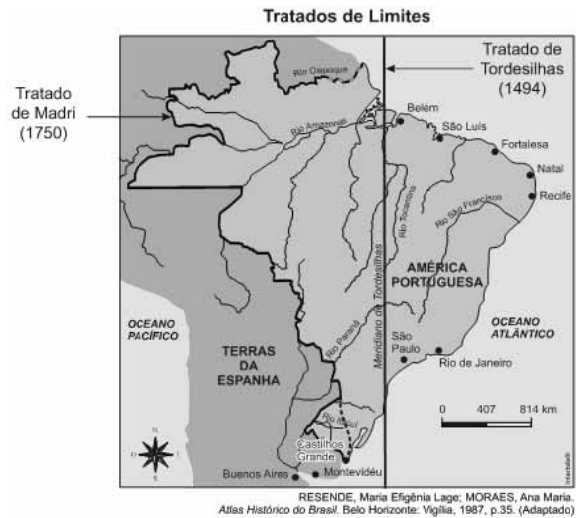 Tratados de Limites
Tratado de
Tordesilhas
(1494)
Tratado
de Madri
(1750)
Rio Oiapoque
Rio Amazonas
Belém
São Luís
Fortalesa
Natal
Recife
Rio Tocantins
Rio São Francisco
Meridiano de Tordesilhas
AMÉRICA
PORTUGUESA
OCEANO
PACÍFICO
OCEANO
ATLÂNTICO
TERRAS
DA
ESPANHA
Rio Paraná
São
Paulo
Rio de Janeiro
Castilhos
Grande
Buenos Aires
Montevidéu
0 407 814 km
N
O
L
S
RESENDE, Maria Efigênia Lage; MORAES, Ana Maria.
Atlas Histórico do Brasil. Belo Horizonte: Vigília, 1987, p.35. (Adaptado)